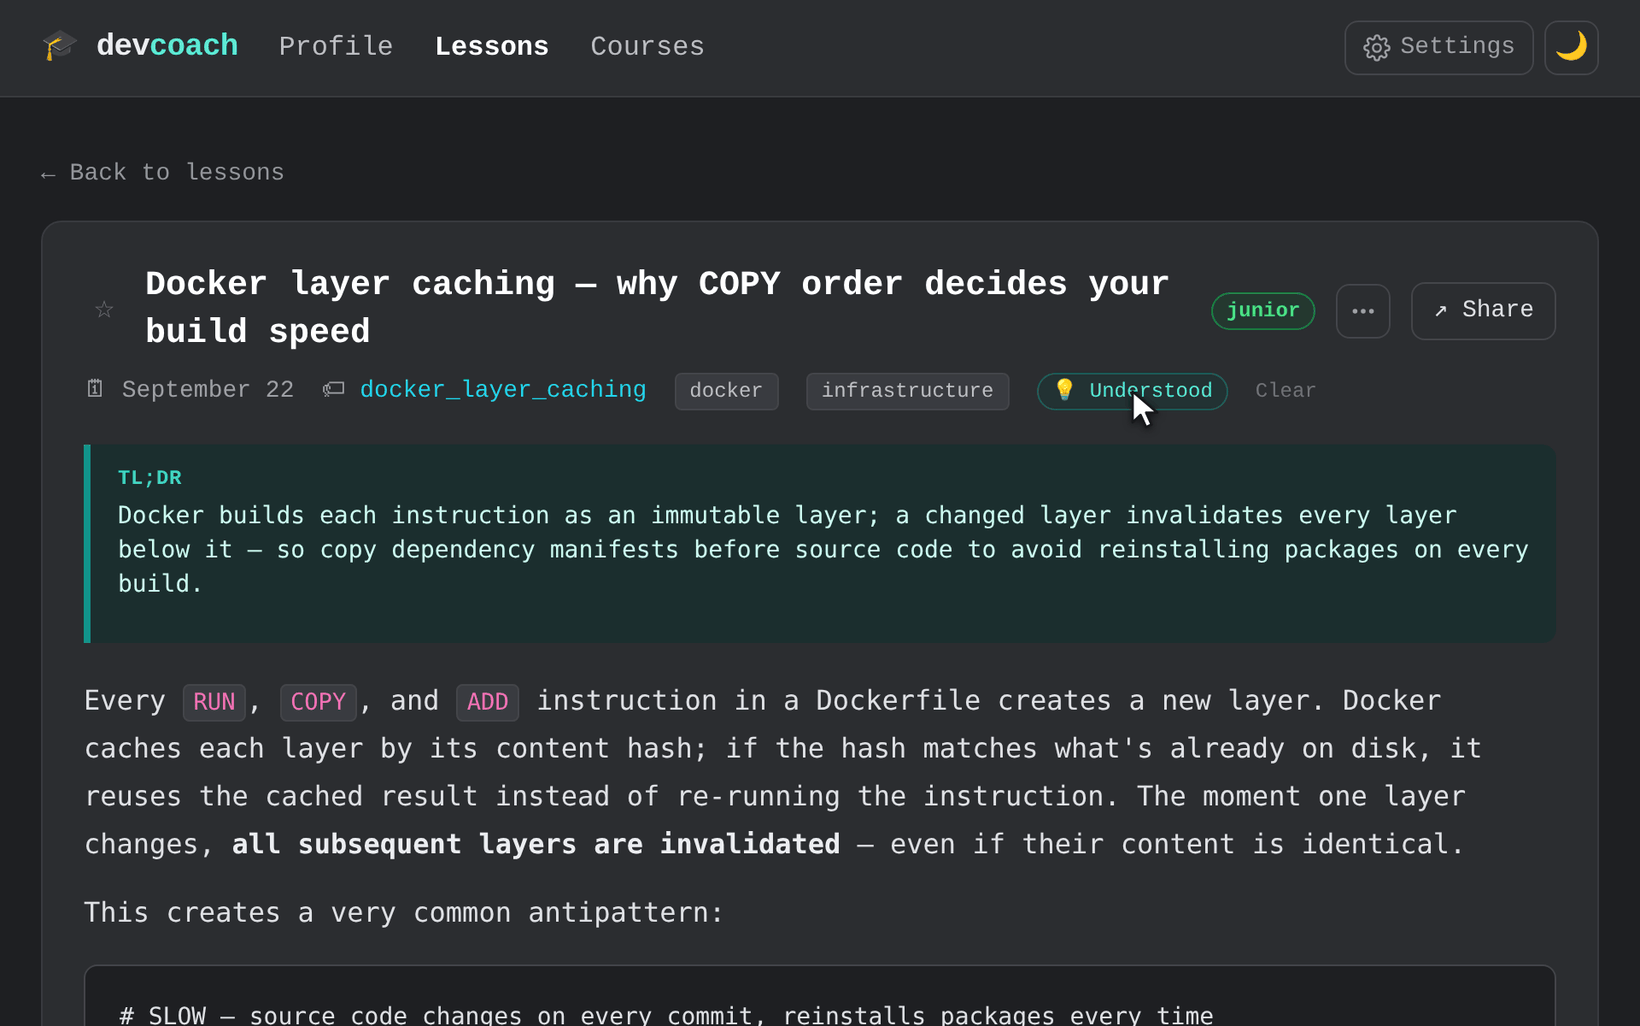 devcoach Profile Lessons Courses Settings
← Back to lessons
Docker layer caching — why COPY order decides your
build speed
junior ••• ↗ Share
September 22 docker_layer_caching docker infrastructure Understood Clear
TL;DR
Docker builds each instruction as an immutable layer; a changed layer invalidates every layer
below it — so copy dependency manifests before source code to avoid reinstalling packages on every
build.
Every RUN, COPY, and ADD instruction in a Dockerfile creates a new layer. Docker
caches each layer by its content hash; if the hash matches what's already on disk, it
reuses the cached result instead of re-running the instruction. The moment one layer
changes, all subsequent layers are invalidated — even if their content is identical.
This creates a very common antipattern:
# SLOW — source code changes on every commit, reinstalls packages every time